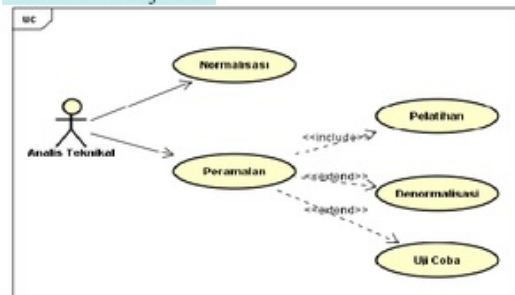 uc
Normalisasi
Pelatihan
<<include>>
Analis Teknikal
Peramalan
<<extend>>
Denormalisasi
<<extend>>
Uji Coba